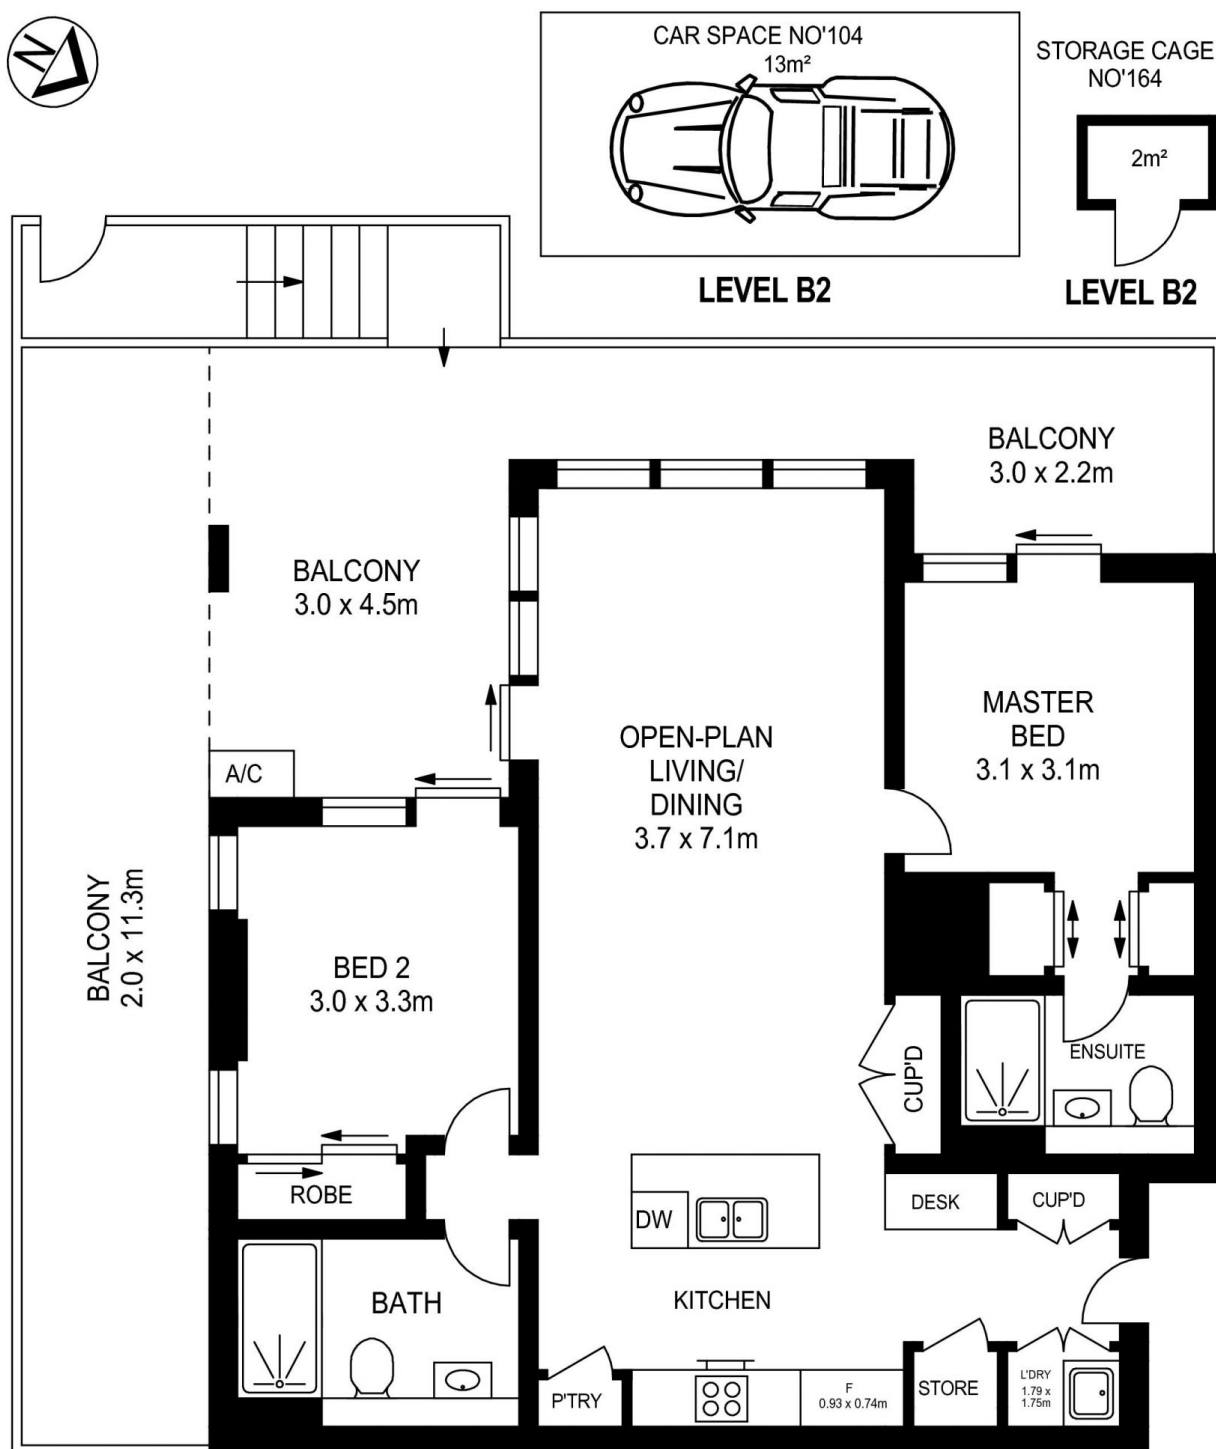 N
CAR SPACE NO'104
13m²
LEVEL B2
STORAGE CAGE
NO'164
2m²
LEVEL B2
BALCONY
3.0 x 2.2m
BALCONY
3.0 x 4.5m
A/C
OPEN-PLAN
LIVING/
DINING
3.7 x 7.1m
MASTER
BED
3.1 x 3.1m
BALCONY
2.0 x 11.3m
BED 2
3.0 x 3.3m
ROBE
CUP'D
ENSUITE
DW
DESK
CUP'D
BATH
KITCHEN
P'TRY
F
0.93 x 0.74m
STORE
L'DRY
1.79 x
1.75m